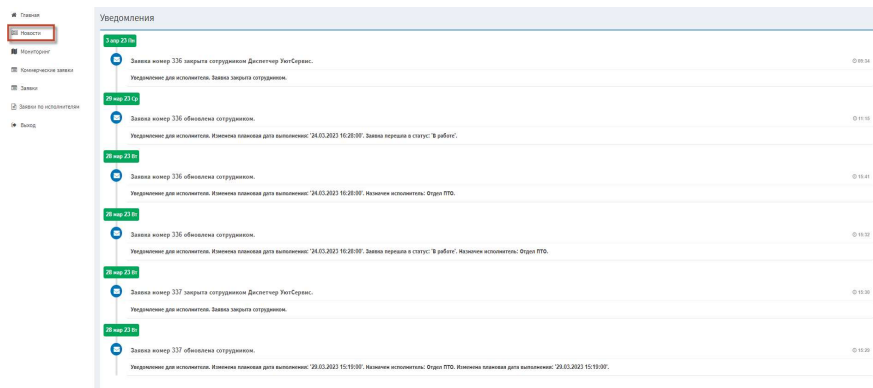 Главная
Новости
Мониторинг
Коммерческие заявки
Заявки
Заявки по исполнителям
Выход
Уведомления
3 апр 23 Пн
Заявка номер 336 закрыта сотрудником Диспетчер УютСервис.
09:34
Уведомление для исполнителя. Заявка закрыта сотрудником.
29 мар 23 Ср
Заявка номер 336 обновлена сотрудником.
Уведомление для исполнителя. Изменена плановая дата выполнения: '24.03.2023 16:28:00'. Заявка перешла в статус: 'В работе'.
28 мар 23 Вт
Заявка номер 336 обновлена сотрудником.
Уведомление для исполнителя. Изменена плановая дата выполнения: '24.03.2023 16:28:00'. Назначен исполнитель: Отдел ПТО.
28 мар 23 Вт
Заявка номер 336 обновлена сотрудником.
Уведомление для исполнителя. Изменена плановая дата выполнения: '24.03.2023 16:28:00'. Заявка перешла в статус: 'В работе'. Назначен исполнитель: Отдел ПТО.
28 мар 23 Вт
Заявка номер 337 закрыта сотрудником Диспетчер УютСервис.
Уведомление для исполнителя. Заявка закрыта сотрудником.
28 мар 23 Вт
Заявка номер 337 обновлена сотрудником.
Уведомление для исполнителя. Изменена плановая дата выполнения: '29.03.2023 15:19:00'. Назначен исполнитель: Отдел ПТО. Изменена плановая дата выполнения: '29.03.2023 15:19:00'.